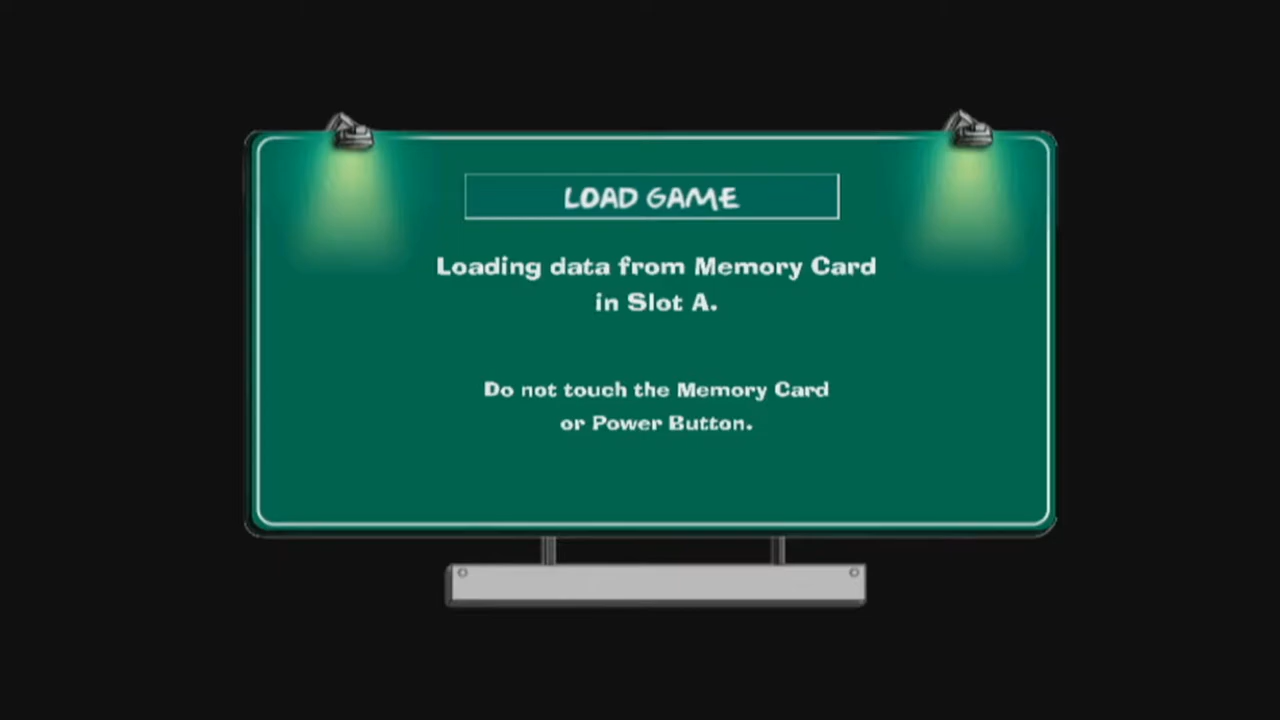 LOAD GAME
Loading data from Memory Card
in Slot A.
Do not touch the Memory Card
or Power Button.